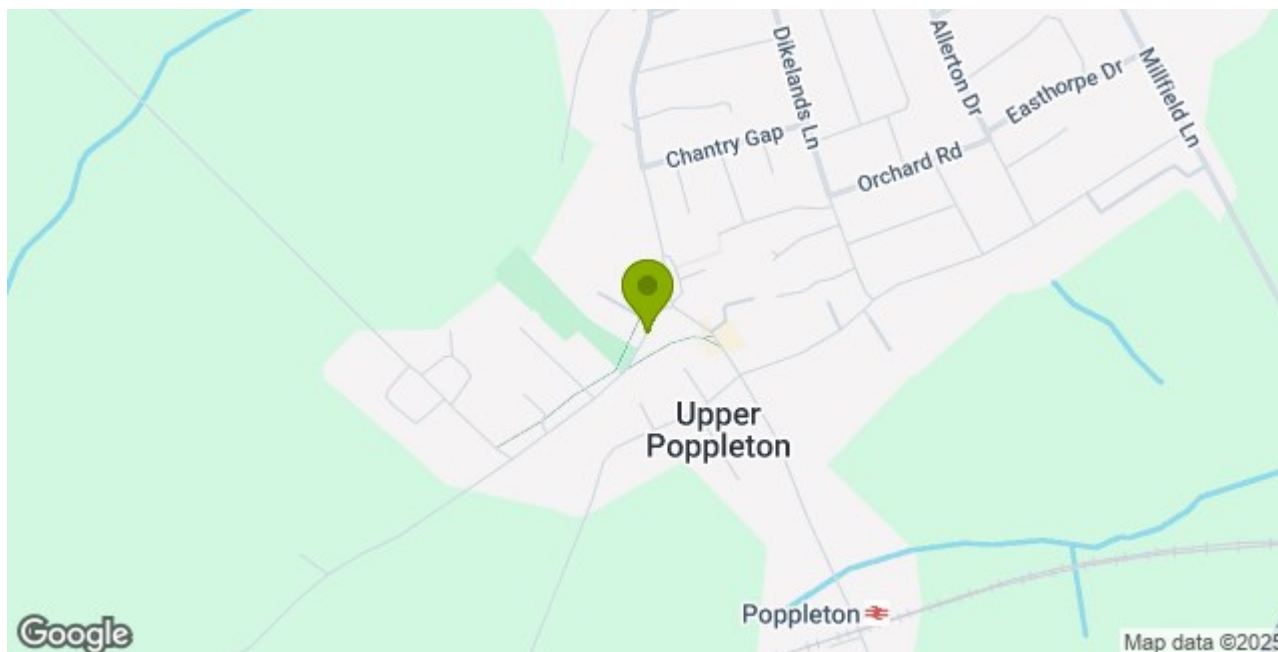 Dikelands Ln
Allerton Dr
Easthorpe Dr
Millfield Ln
Chantry Gap
Orchard Rd
Upper
Poppleton
Poppleton
Google
Map data ©2025